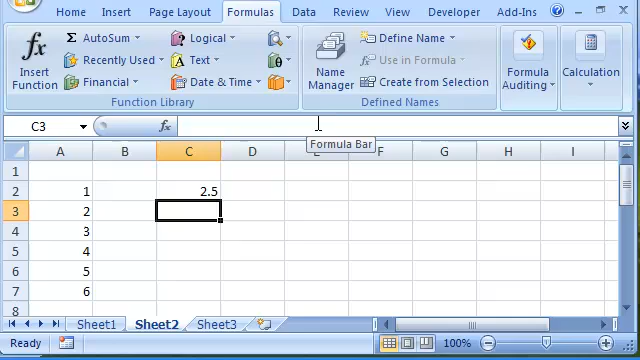 Home Insert Page Layout Formulas Data Review View Developer Add-Ins
Σ AutoSum Logical Define Name
fx Recently Used Text Use in Formula
Insert Function Financial Date & Time Name Manager Create from Selection Formula Auditing Calculation
Function Library Defined Names
C3 fx
Formula Bar
A B C D E F G H I
1
2 1 2.5
3 2
4 3
5 4
6 5
7 6
8
Sheet1 Sheet2 Sheet3
Ready 100%